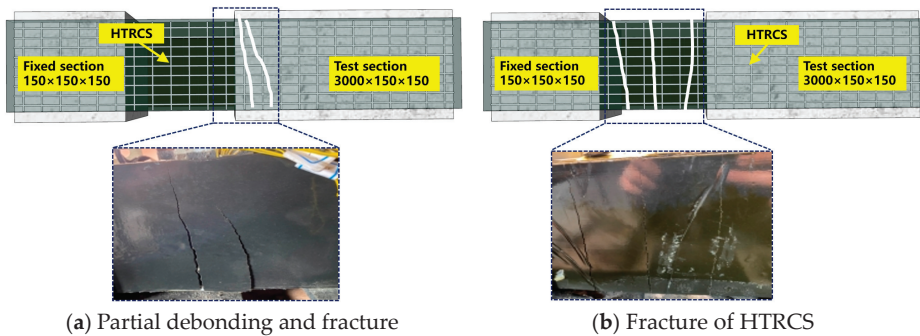 HTRCS
Fixed section
150×150×150
Test section
3000×150×150
HTRCS
Fixed section
150×150×150
Test section
3000×150×150
(a) Partial debonding and fracture
(b) Fracture of HTRCS